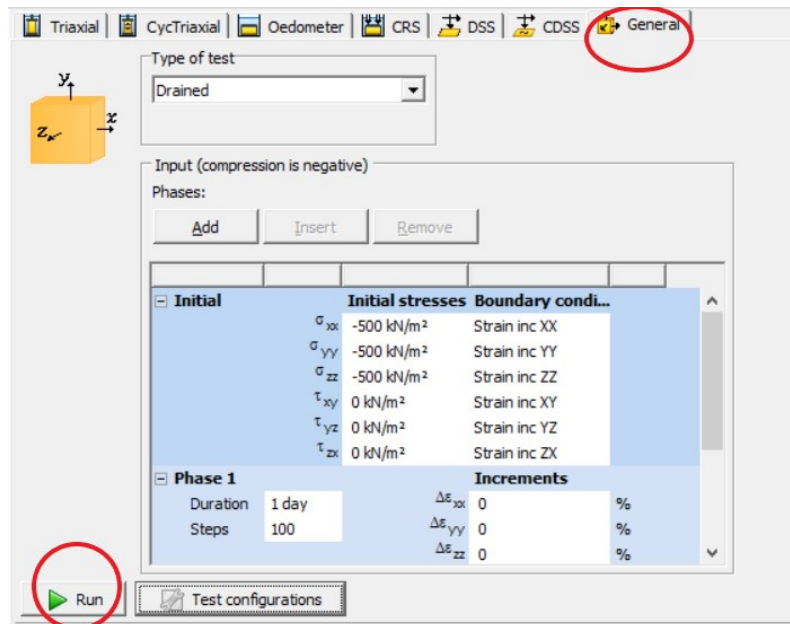 Triaxial CycTriaxial Oedometer CRS DSS CDSS General
Type of test
Drained
y
x
z
Input (compression is negative)
Phases:
Add Insert Remove
Initial Initial stresses Boundary condi...
σxx -500 kN/m² Strain inc XX
σyy -500 kN/m² Strain inc YY
σzz -500 kN/m² Strain inc ZZ
τxy 0 kN/m² Strain inc XY
τyz 0 kN/m² Strain inc YZ
τzx 0 kN/m² Strain inc ZX
Phase 1 Increments
Duration 1 day Δεxx 0 %
Steps 100 Δεyy 0 %
Δεzz 0 %
Run Test configurations